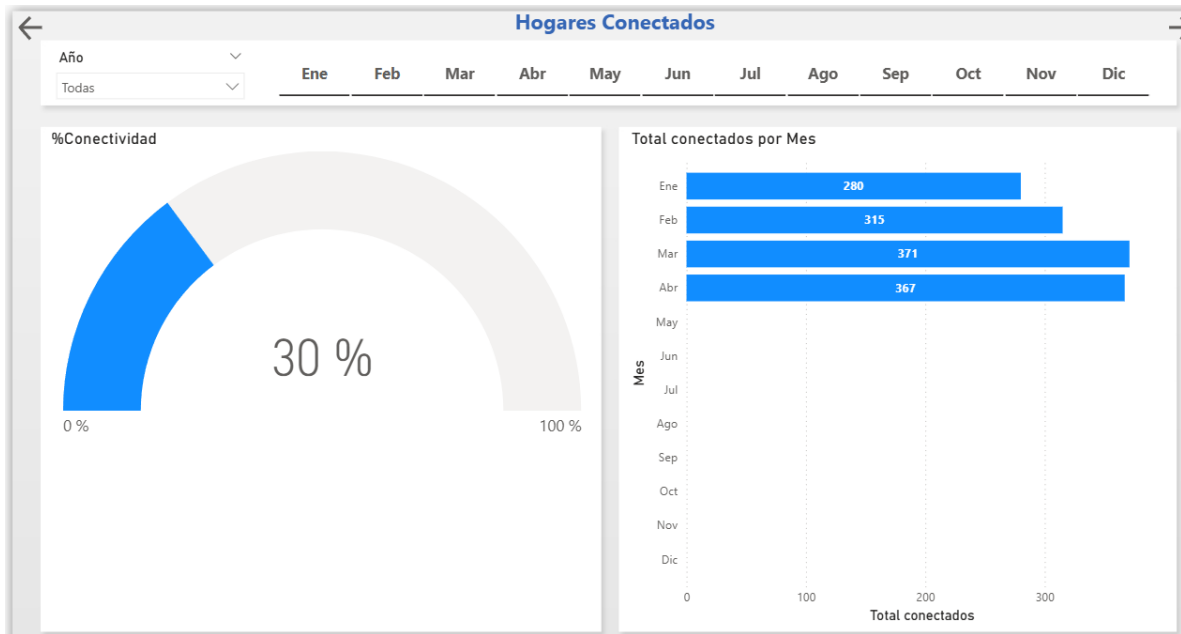 Hogares Conectados
Año
Todas
Ene Feb Mar Abr May Jun Jul Ago Sep Oct Nov Dic
%Conectividad
30 %
0 % 100 %
Total conectados por Mes
Mes
Ene 280
Feb 315
Mar 371
Abr 367
May
Jun
Jul
Ago
Sep
Oct
Nov
Dic
0 100 200 300
Total conectados